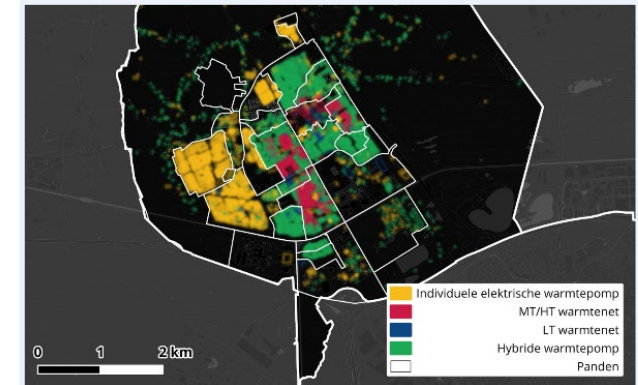 Individuele elektrische warmtepomp
MT/HT warmtenet
LT warmtenet
Hybride warmtepomp
Panden
0 1 2 km